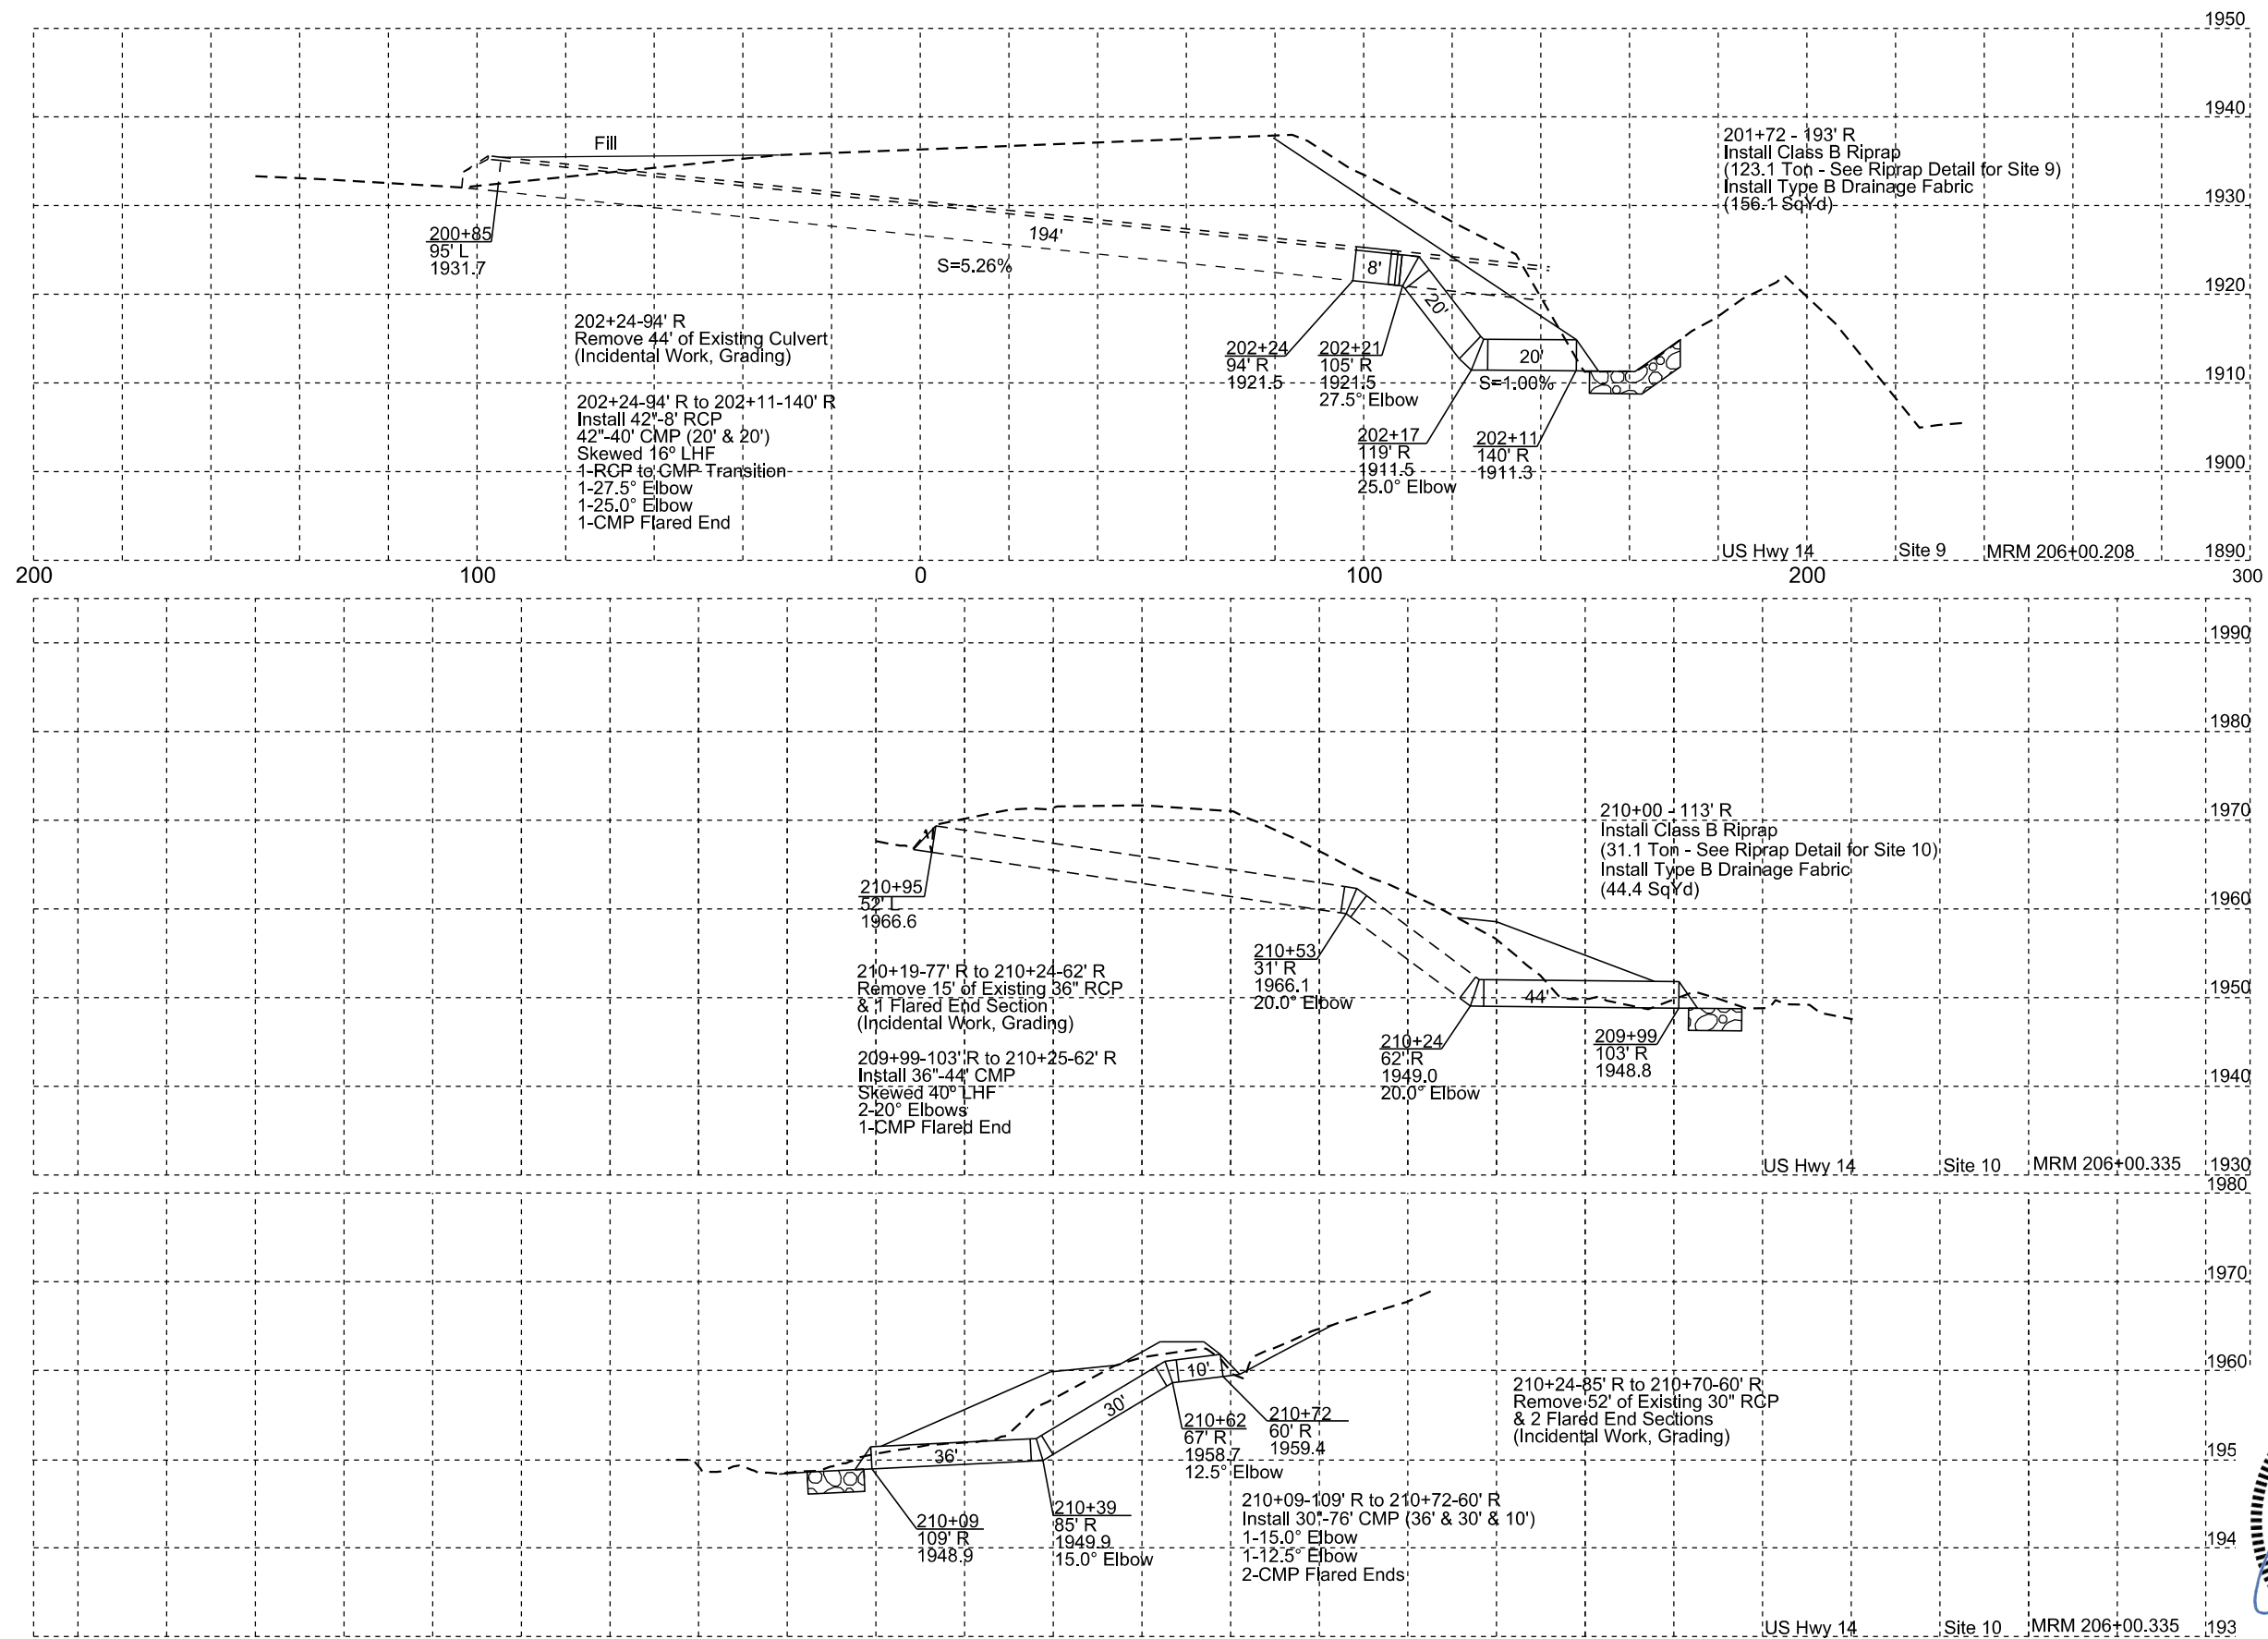 1950
1940
1930
1920
1910
1900
1890
Fill
201+72 - 193' R
Install Class B Riprap
(123.1 Ton - See Riprap Detail for Site 9)
Install Type B Drainage Fabric
(156.1 SqYd)
200+85
95' L
1931.7
194'
S=5.26%
8'
20'
20'
S=1.00%
202+24-94' R
Remove 44' of Existing Culvert
(Incidental Work, Grading)
202+24-94' R to 202+11-140' R
Install 42"-8' RCP
42"-40' CMP (20' & 20')
Skewed 16° LHF
1-RCP to CMP Transition
1-27.5° Elbow
1-25.0° Elbow
1-CMP Flared End
202+24
94' R
1921.5
202+21
105' R
1921.5
27.5° Elbow
202+17
119' R
1911.5
25.0° Elbow
202+11
140' R
1911.3
US Hwy 14 Site 9 MRM 206+00.208
200 100 0 100 200 300
1990
1980
1970
1960
1950
1940
1930
210+00 - 113' R
Install Class B Riprap
(31.1 Ton - See Riprap Detail for Site 10)
Install Type B Drainage Fabric
(44.4 SqYd)
210+95
52' L
1966.6
210+53
31' R
1966.1
20.0° Elbow
44'
210+19-77' R to 210+24-62' R
Remove 15' of Existing 36" RCP
& 1 Flared End Section
(Incidental Work, Grading)
209+99-103' R to 210+25-62' R
Install 36"-44' CMP
Skewed 40° LHF
2-20° Elbows
1-CMP Flared End
210+24
62' R
1949.0
20.0° Elbow
209+99
103' R
1948.8
US Hwy 14 Site 10 MRM 206+00.335
1980
1970
1960
195
194
193
36'
30'
10'
210+62
67' R
1958.7
12.5° Elbow
210+72
60' R
1959.4
210+24-85' R to 210+70-60' R
Remove 52' of Existing 30" RCP
& 2 Flared End Sections
(Incidental Work, Grading)
210+09
109' R
1948.9
210+39
85' R
1949.9
15.0° Elbow
210+09-109' R to 210+72-60' R
Install 30"-76' CMP (36' & 30' & 10')
1-15.0° Elbow
1-12.5° Elbow
2-CMP Flared Ends
US Hwy 14 Site 10 MRM 206+00.335